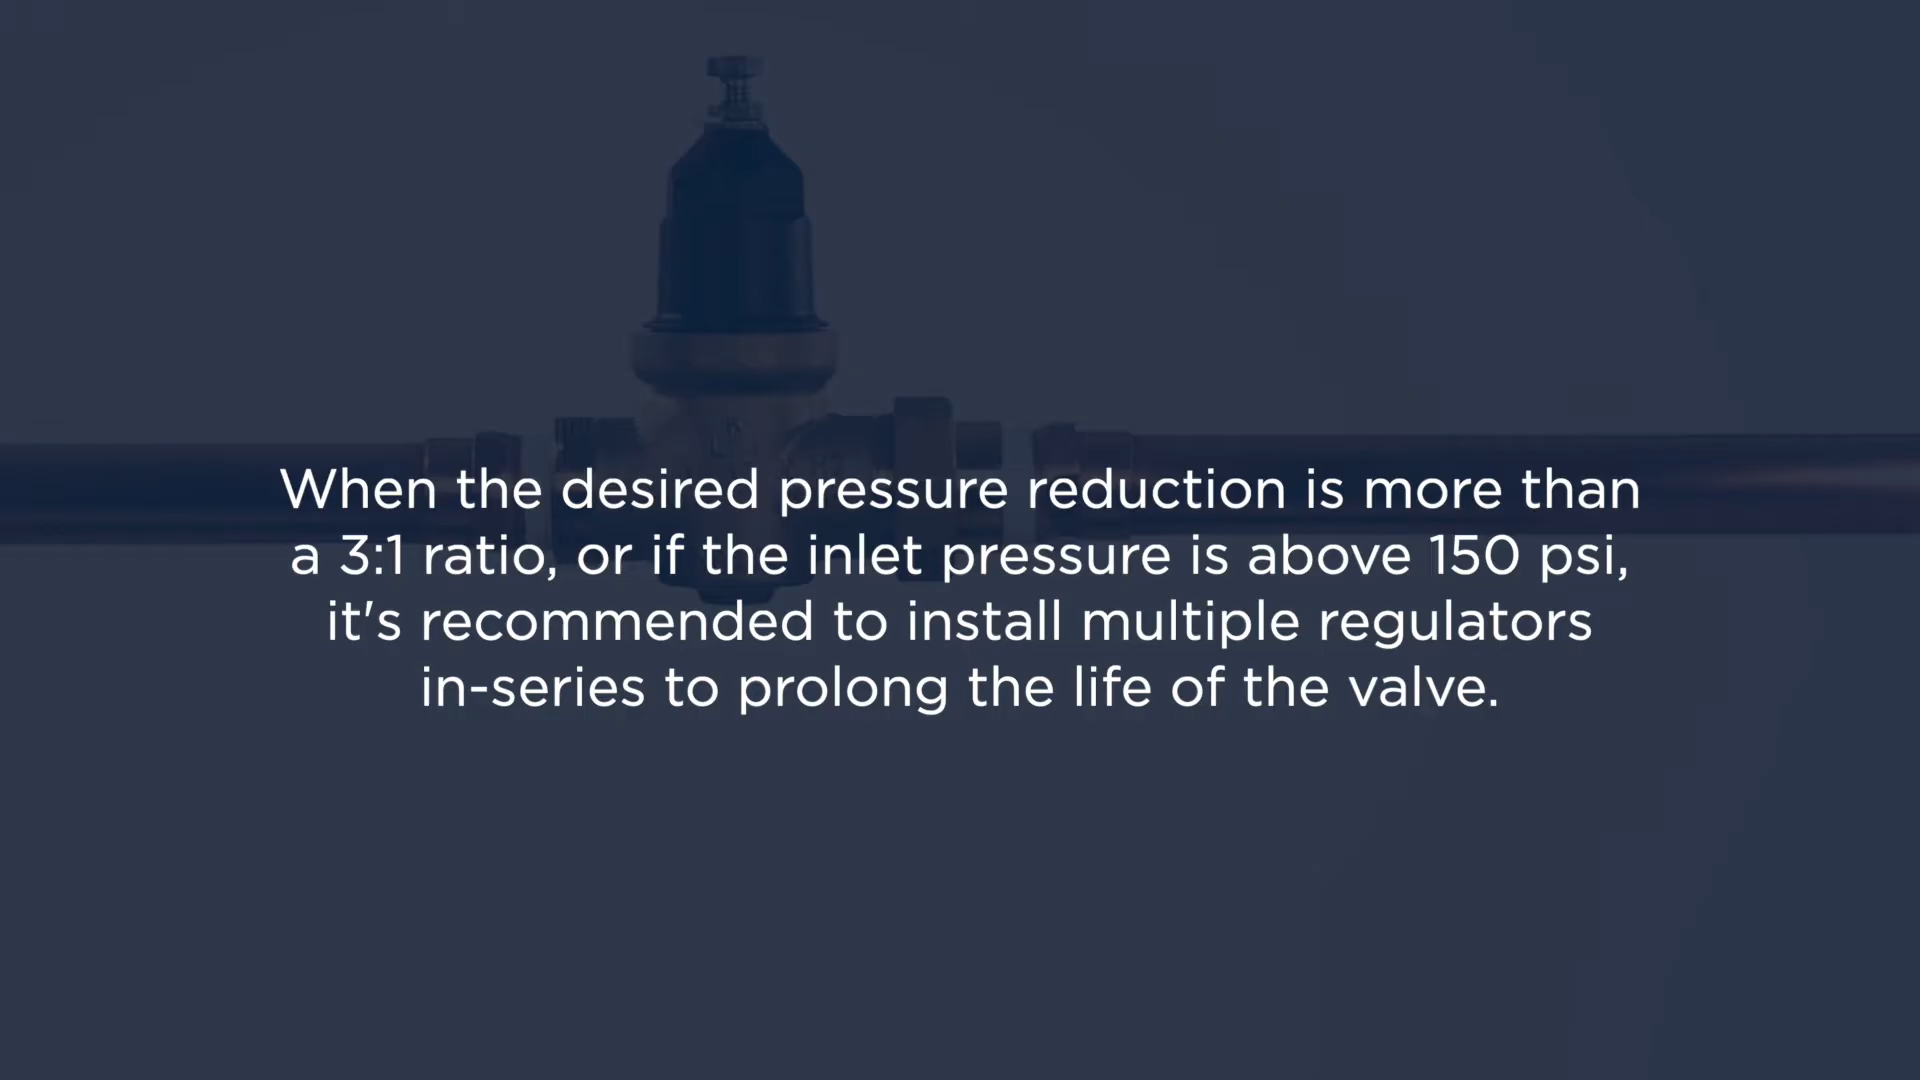 When the desired pressure reduction is more than
a 3:1 ratio, or if the inlet pressure is above 150 psi,
it's recommended to install multiple regulators
in-series to prolong the life of the valve.